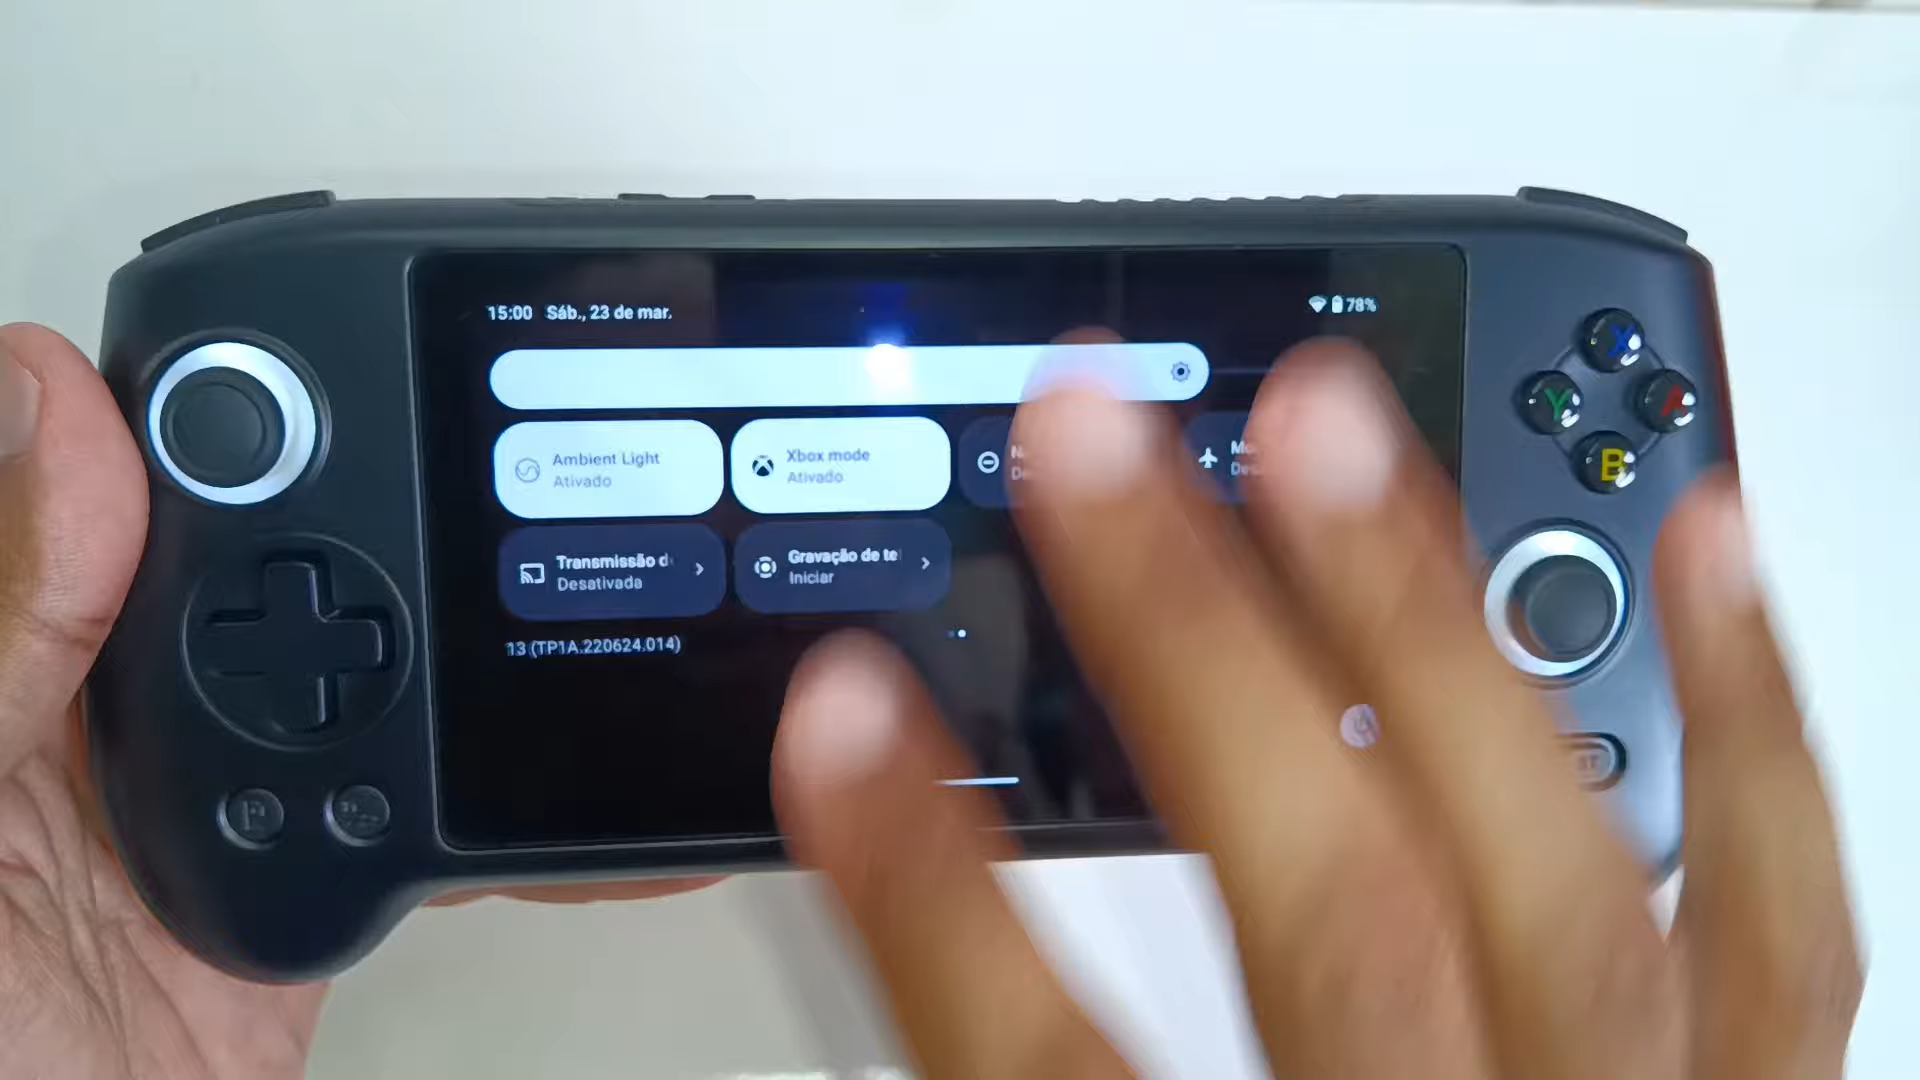 15:00 Sáb., 23 de mar.
78%
Ambient Light
Ativado
Xbox mode
Ativado
Transmissão d
Desativada
Gravação de te
Iniciar
13 (TP1A.220624.014)
X
Y
A
B